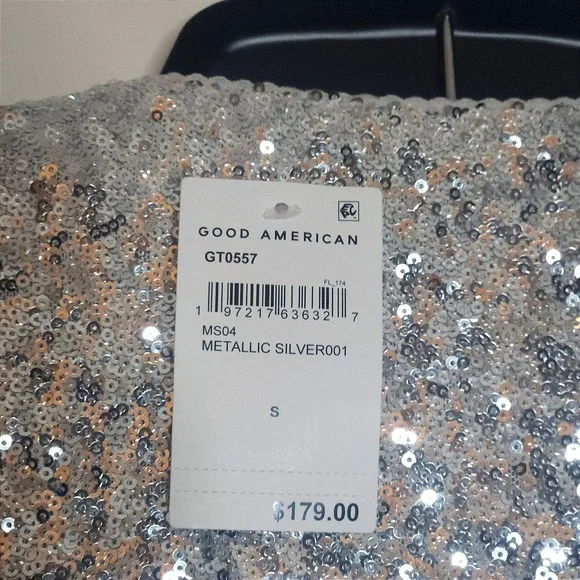 GOOD AMERICAN
GT0557
FL_174
1 97217 63632 7
MS04
METALLIC SILVER001
S
$179.00